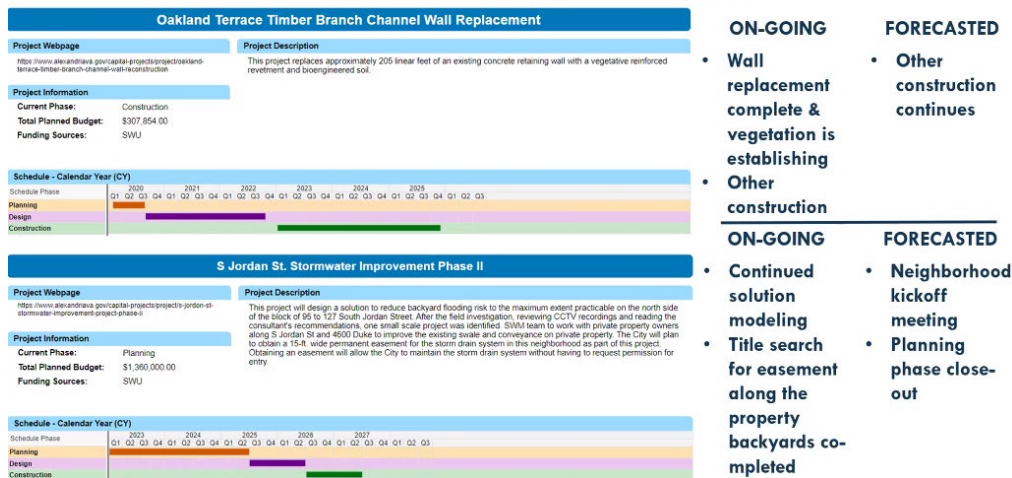 Oakland Terrace Timber Branch Channel Wall Replacement
Project Webpage
https://www.alexandriava.gov/capital-projects/project/oakland-
terrace-timber-branch-channel-wall-reconstruction
Project Description
This project replaces approximately 205 linear feet of an existing concrete retaining wall with a vegetative reinforced
revetment and bioengineered soil.
Project Information
Current Phase: Construction
Total Planned Budget: $307,854.00
Funding Sources: SWU
Schedule - Calendar Year (CY)
2020 2021 2022 2023 2024 2025
Schedule Phase Q1 Q2 Q3 Q4 Q1 Q2 Q3 Q4 Q1 Q2 Q3 Q4 Q1 Q2 Q3 Q4 Q1 Q2 Q3 Q4 Q1 Q2 Q3 Q4 Q1 Q2 Q3
Planning
Design
Construction
ON-GOING
• Wall
replacement
complete &
vegetation is
establishing
• Other
construction
FORECASTED
• Other
construction
continues
S Jordan St. Stormwater Improvement Phase II
Project Webpage
https://www.alexandriava.gov/capital-projects/project/s-jordon-st-
stormwater-improvement-project-phase-ii
Project Description
This project will design a solution to reduce backyard flooding risk to the maximum extent practicable on the north side
of the block of 95 to 127 South Jordan Street. After the field investigation, reviewing CCTV recordings and reading the
consultant's recommendations, one small scale project was identified. SWM team to work with private property owners
along S Jordan St and 4600 Duke to improve the existing swale and conveyance on private property. The City will plan
to obtain a 15-ft. wide permanent easement for the storm drain system in this neighborhood as part of this project.
Obtaining an easement will allow the City to maintain the storm drain system without having to request permission for
entry.
Project Information
Current Phase: Planning
Total Planned Budget: $1,360,000.00
Funding Sources: SWU
Schedule - Calendar Year (CY)
2023 2024 2025 2026 2027
Schedule Phase Q1 Q2 Q3 Q4 Q1 Q2 Q3 Q4 Q1 Q2 Q3 Q4 Q1 Q2 Q3 Q4 Q1 Q2 Q3 Q4 Q1 Q2 Q3
Planning
Design
Construction
ON-GOING
• Continued
solution
modeling
• Title search
for easement
along the
property
backyards co-
mpleted
FORECASTED
• Neighborhood
kickoff
meeting
• Planning
phase close-
out